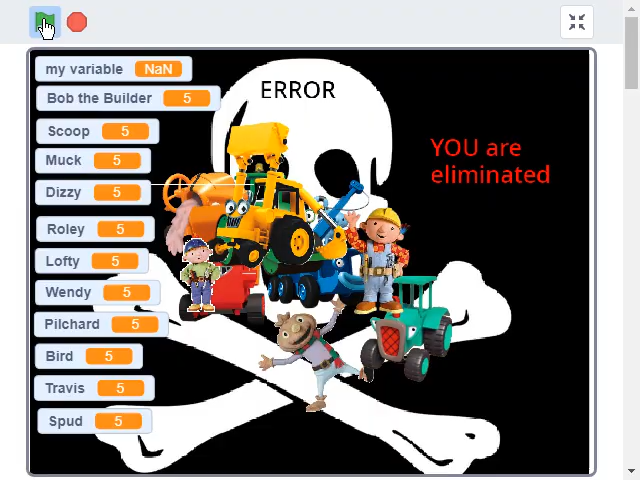 my variable NaN
ERROR
Bob the Builder 5
Scoop 5
YOU are
eliminated
Muck 5
Dizzy 5
Roley 5
Lofty 5
Wendy 5
Pilchard 5
Bird 5
Travis 5
Spud 5